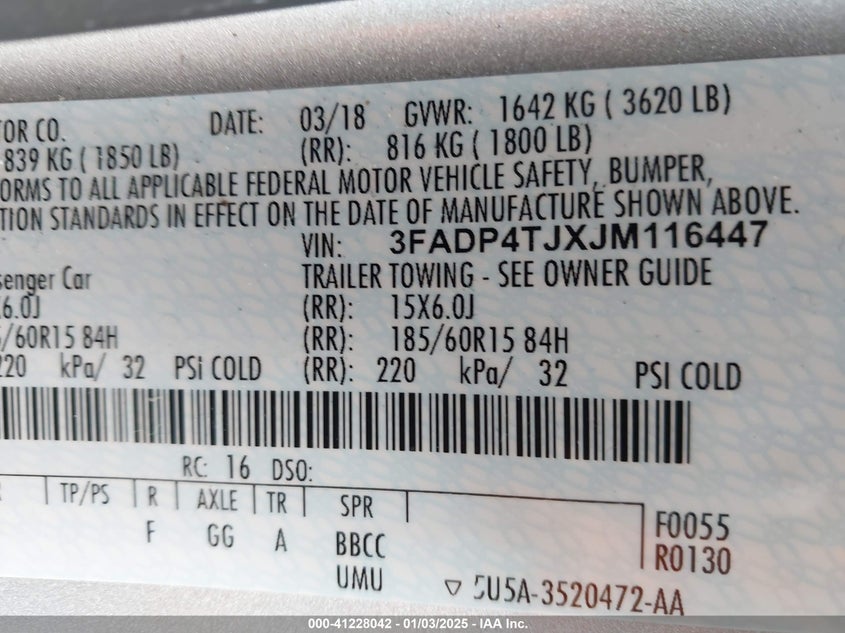 TOR CO. DATE: 03/18 GVWR: 1642 KG ( 3620 LB)
839 KG ( 1850 LB) (RR): 816 KG ( 1800 LB)
ORMS TO ALL APPLICABLE FEDERAL MOTOR VEHICLE SAFETY, BUMPER,
TION STANDARDS IN EFFECT ON THE DATE OF MANUFACTURE SHOWN ABOVE.
VIN: 3FADP4TJXJM116447
senger Car TRAILER TOWING - SEE OWNER GUIDE
6.0J (RR): 15X6.0J
/60R15 84H (RR): 185/60R15 84H
220 kPa/ 32 PSi COLD (RR): 220 kPa/ 32 PSI COLD
RC: 16 DSO:
TP/PS R AXLE TR SPR F0055
F GG A BBCC R0130
UMU ▽ 5U5A-3520472-AA
000-41228042 - 01/03/2025 - IAA Inc.